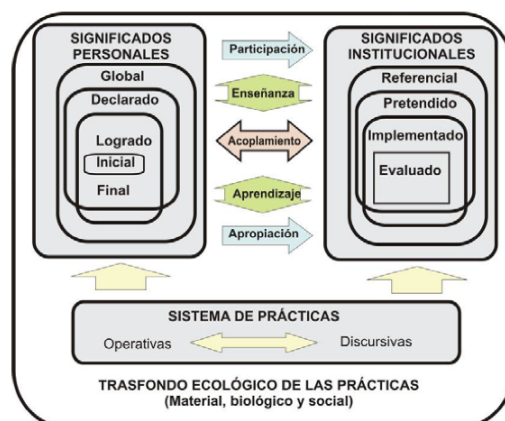 SIGNIFICADOS
PERSONALES
Global
Declarado
Logrado
Inicial
Final
Participación
Enseñanza
Acoplamiento
Aprendizaje
Apropiación
SIGNIFICADOS
INSTITUCIONALES
Referencial
Pretendido
Implementado
Evaluado
SISTEMA DE PRÁCTICAS
Operativas
Discursivas
TRASFONDO ECOLÓGICO DE LAS PRÁCTICAS
(Material, biológico y social)